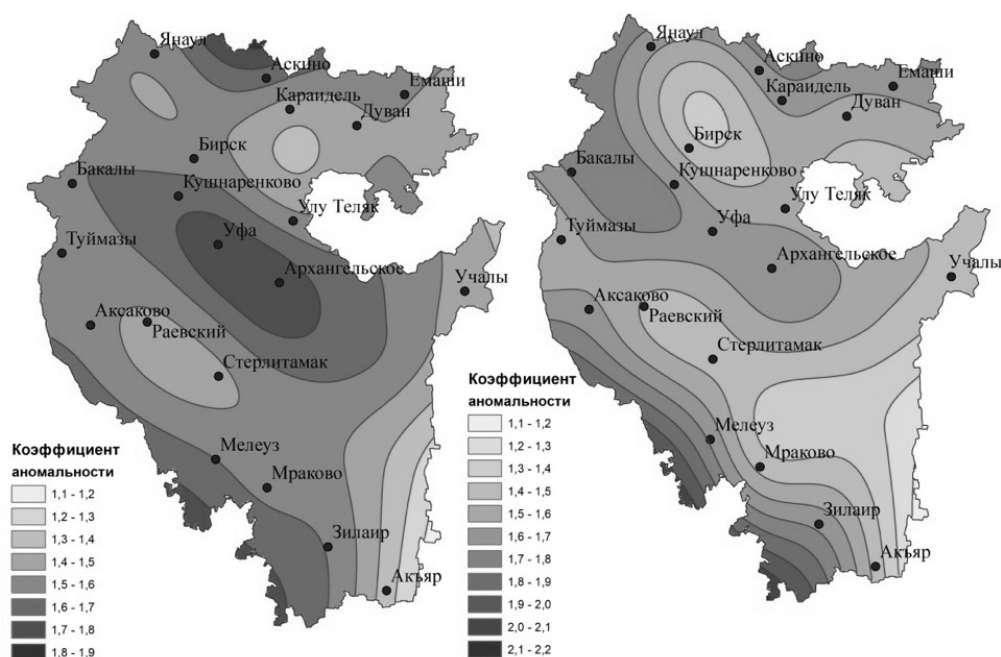 Янаул
Аскино
Емаши
Караидель
Дуван
Бирск
Бакалы
Кушнаренково
Улу Теляк
Уфа
Туймазы
Архангельское
Учалы
Аксаково
Раевский
Стерлитамак
Мелеуз
Мраково
Зилаир
Акъяр
Коэффициент
аномальности
1,1 - 1,2
1,2 - 1,3
1,3 - 1,4
1,4 - 1,5
1,5 - 1,6
1,6 - 1,7
1,7 - 1,8
1,8 - 1,9
Янаул
Аскино
Емаши
Караидель
Дуван
Бирск
Бакалы
Кушнаренково
Улу Теляк
Уфа
Туймазы
Архангельское
Учалы
Аксаково
Раевский
Стерлитамак
Мелеуз
Мраково
Зилаир
Акъяр
Коэффициент
аномальности
1,1 - 1,2
1,2 - 1,3
1,3 - 1,4
1,4 - 1,5
1,5 - 1,6
1,6 - 1,7
1,7 - 1,8
1,8 - 1,9
1,9 - 2,0
2,0 - 2,1
2,1 - 2,2